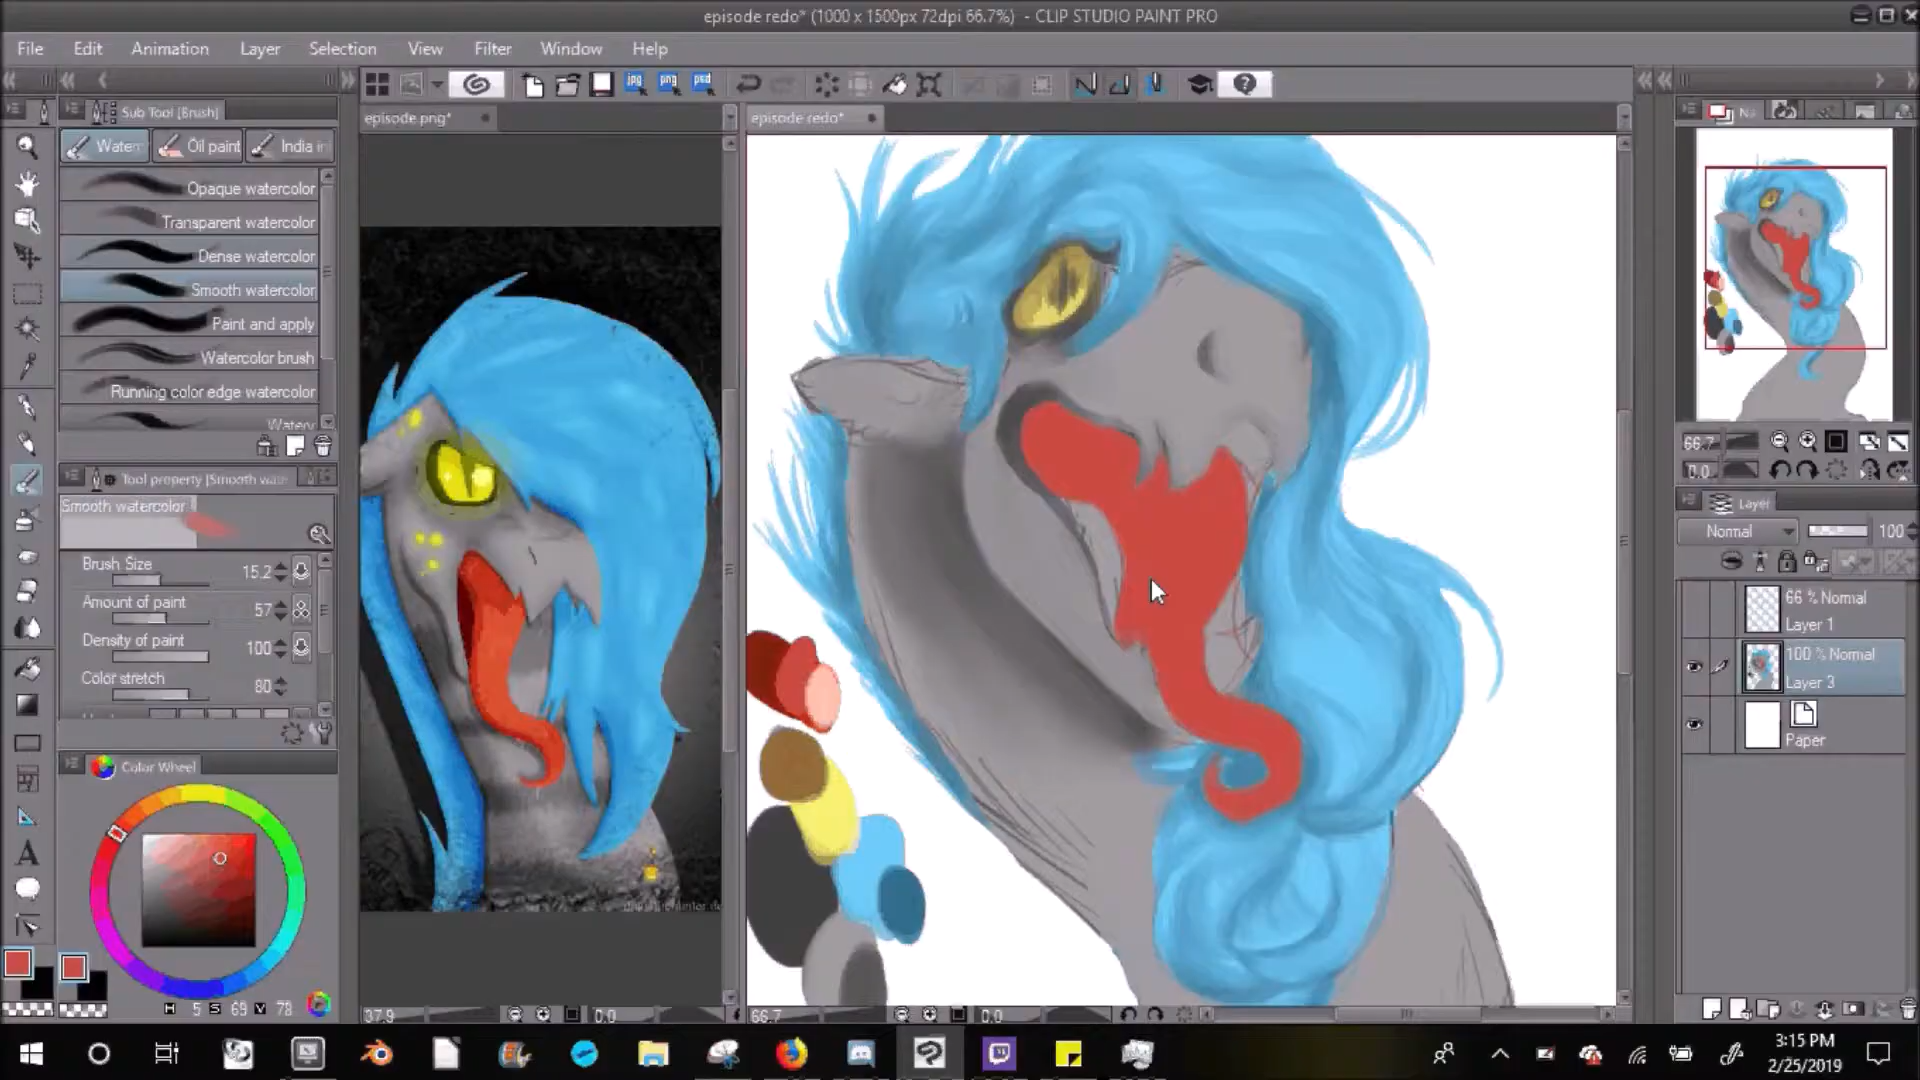 episode redo* (1000 x 1500px 72dpi 66.7%) - CLIP STUDIO PAINT PRO
File Edit Animation Layer Selection View Filter Window Help
jpg png psd
Sub Tool [Brush]
episode.png*
episode redo*
Oil paint
Opaque watercolor
Transparent watercolor
Dense watercolor
Smooth watercolor
Paint and apply
Watercolor brush
Running color edge watercolor
Tool property [Smooth wate
Smooth watercolor
Brush Size 15.2
Amount of paint 57
Density of paint 100
Color stretch 80
Color Wheel
H 5 S 69 V 78
37.9 0.0
66.7 0.0
66.7
0.0
Layer
Normal 100
66 % Normal
Layer 1
100 % Normal
Layer 3
Paper
3:15 PM
2/25/2019